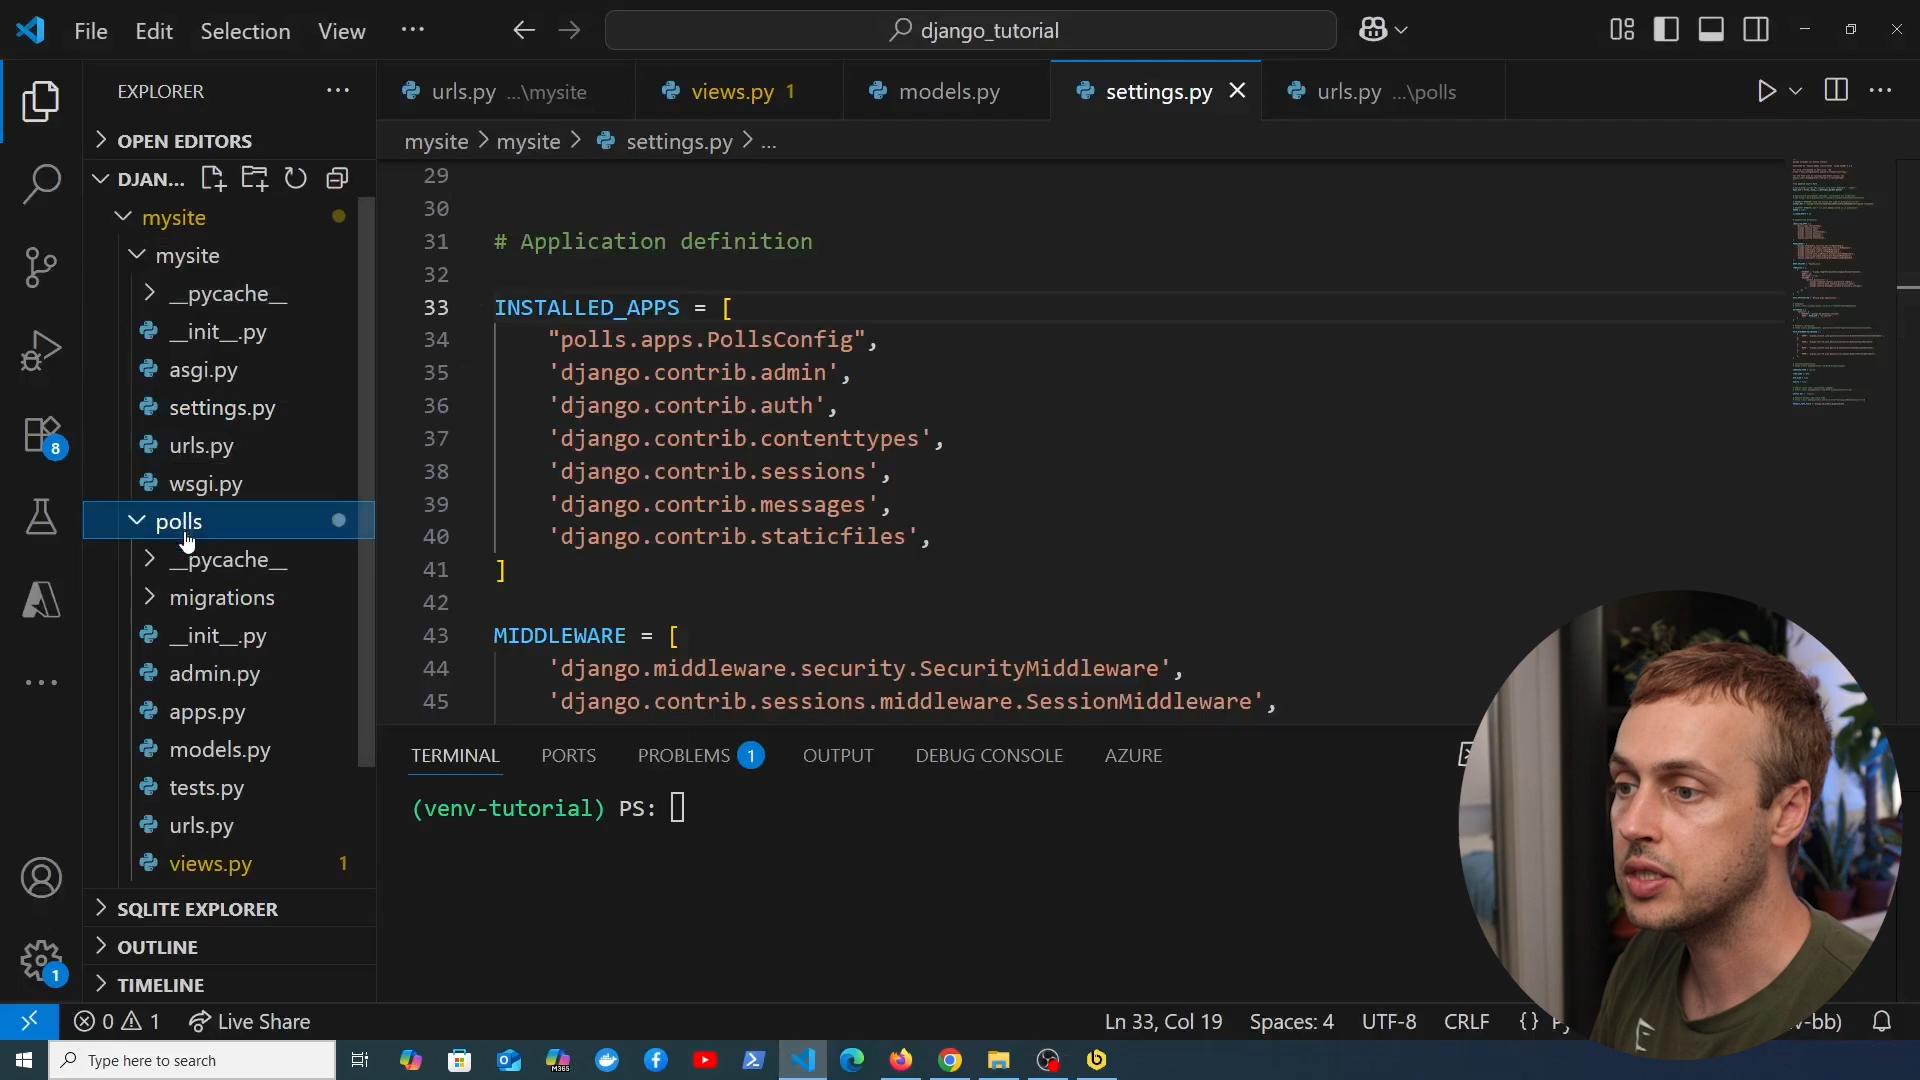 File Edit Selection View ...
django_tutorial
EXPLORER
OPEN EDITORS
DJAN...
mysite
mysite
__pycache__
__init__.py
asgi.py
settings.py
urls.py
wsgi.py
polls
__pycache__
migrations
__init__.py
admin.py
apps.py
models.py
tests.py
urls.py
views.py 1
SQLITE EXPLORER
OUTLINE
TIMELINE
8
1
urls.py ...\mysite
views.py 1
models.py
settings.py
urls.py ...\polls
mysite > mysite > settings.py > ...
29
30
31 # Application definition
32
33 INSTALLED_APPS = [
34 "polls.apps.PollsConfig",
35 'django.contrib.admin',
36 'django.contrib.auth',
37 'django.contrib.contenttypes',
38 'django.contrib.sessions',
39 'django.contrib.messages',
40 'django.contrib.staticfiles',
41 ]
42
43 MIDDLEWARE = [
44 'django.middleware.security.SecurityMiddleware',
45 'django.contrib.sessions.middleware.SessionMiddleware',
TERMINAL PORTS PROBLEMS 1 OUTPUT DEBUG CONSOLE AZURE
(venv-tutorial) PS:
0 1 Live Share
Ln 33, Col 19 Spaces: 4 UTF-8 CRLF {}
Type here to search
M365